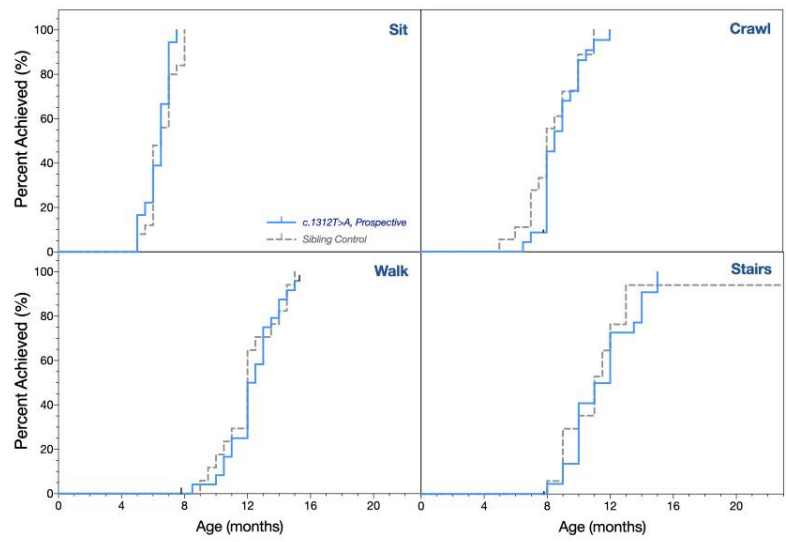 Sit
Crawl
Percent Achieved (%)
100
80
60
40
20
0
c.1312T>A, Prospective
Sibling Control
Walk
Stairs
Percent Achieved (%)
100
80
60
40
20
0
0 4 8 12 16 20
0 4 8 12 16 20
Age (months)
Age (months)